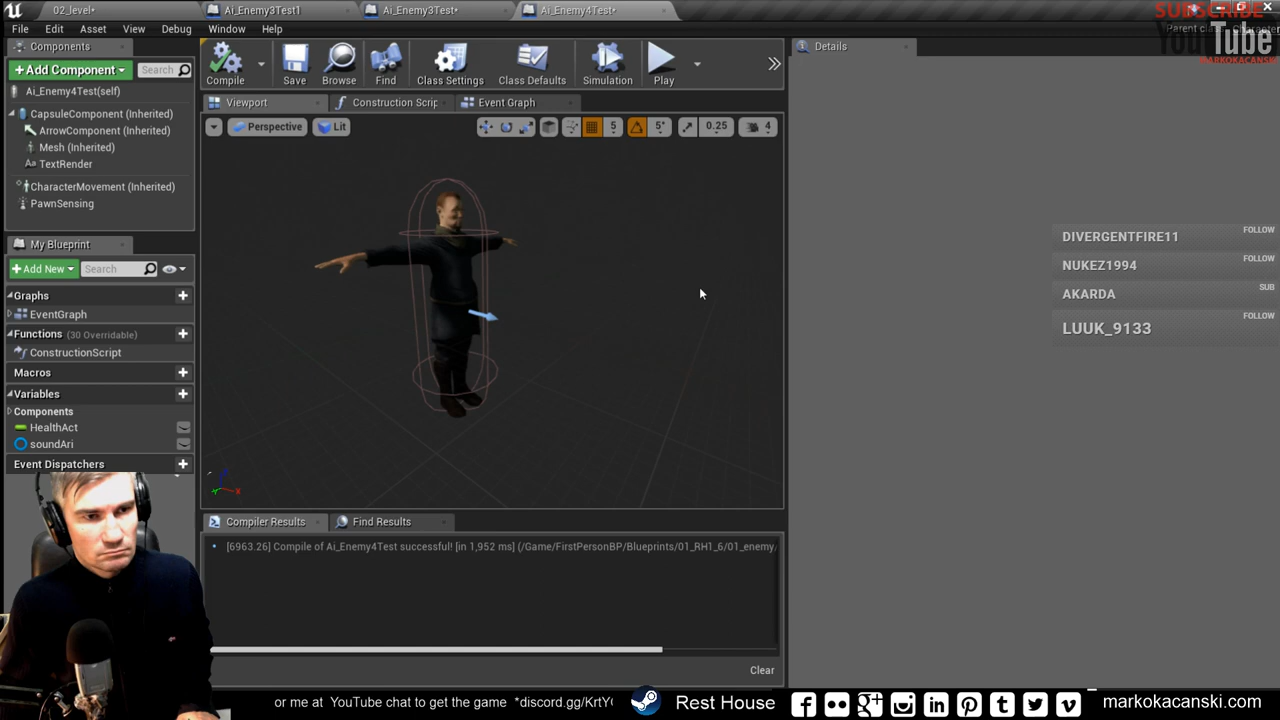 SUBSCRIBE
YouTube
MARKOKACANSKI
02_level•
Ai_Enemy3Test1
Ai_Enemy3Test•
Ai_Enemy4Test•
File Edit Asset View Debug Window Help
Parent class: Character
Components
+ Add Component
Search
Ai_Enemy4Test(self)
CapsuleComponent (Inherited)
ArrowComponent (Inherited)
Mesh (Inherited)
TextRender
CharacterMovement (Inherited)
PawnSensing
My Blueprint
+ Add New
Search
Graphs
EventGraph
Functions (30 Overridable)
ConstructionScript
Macros
Variables
Components
HealthAct
soundAri
Event Dispatchers
Compile Save Browse Find Class Settings Class Defaults Simulation Play
Viewport Construction Scrip Event Graph
Perspective Lit 5 5° 0.25 4
X
Compiler Results Find Results
[6963.26] Compile of Ai_Enemy4Test successful! [in 1,952 ms] (/Game/FirstPersonBP/Blueprints/01_RH1_6/01_enemy/
Clear
Details
DIVERGENTFIRE11 FOLLOW
NUKEZ1994 FOLLOW
AKARDA SUB
LUUK_9133 FOLLOW
or me at YouTube chat to get the game *discord.gg/KrtY
Rest House
markokacanski.com